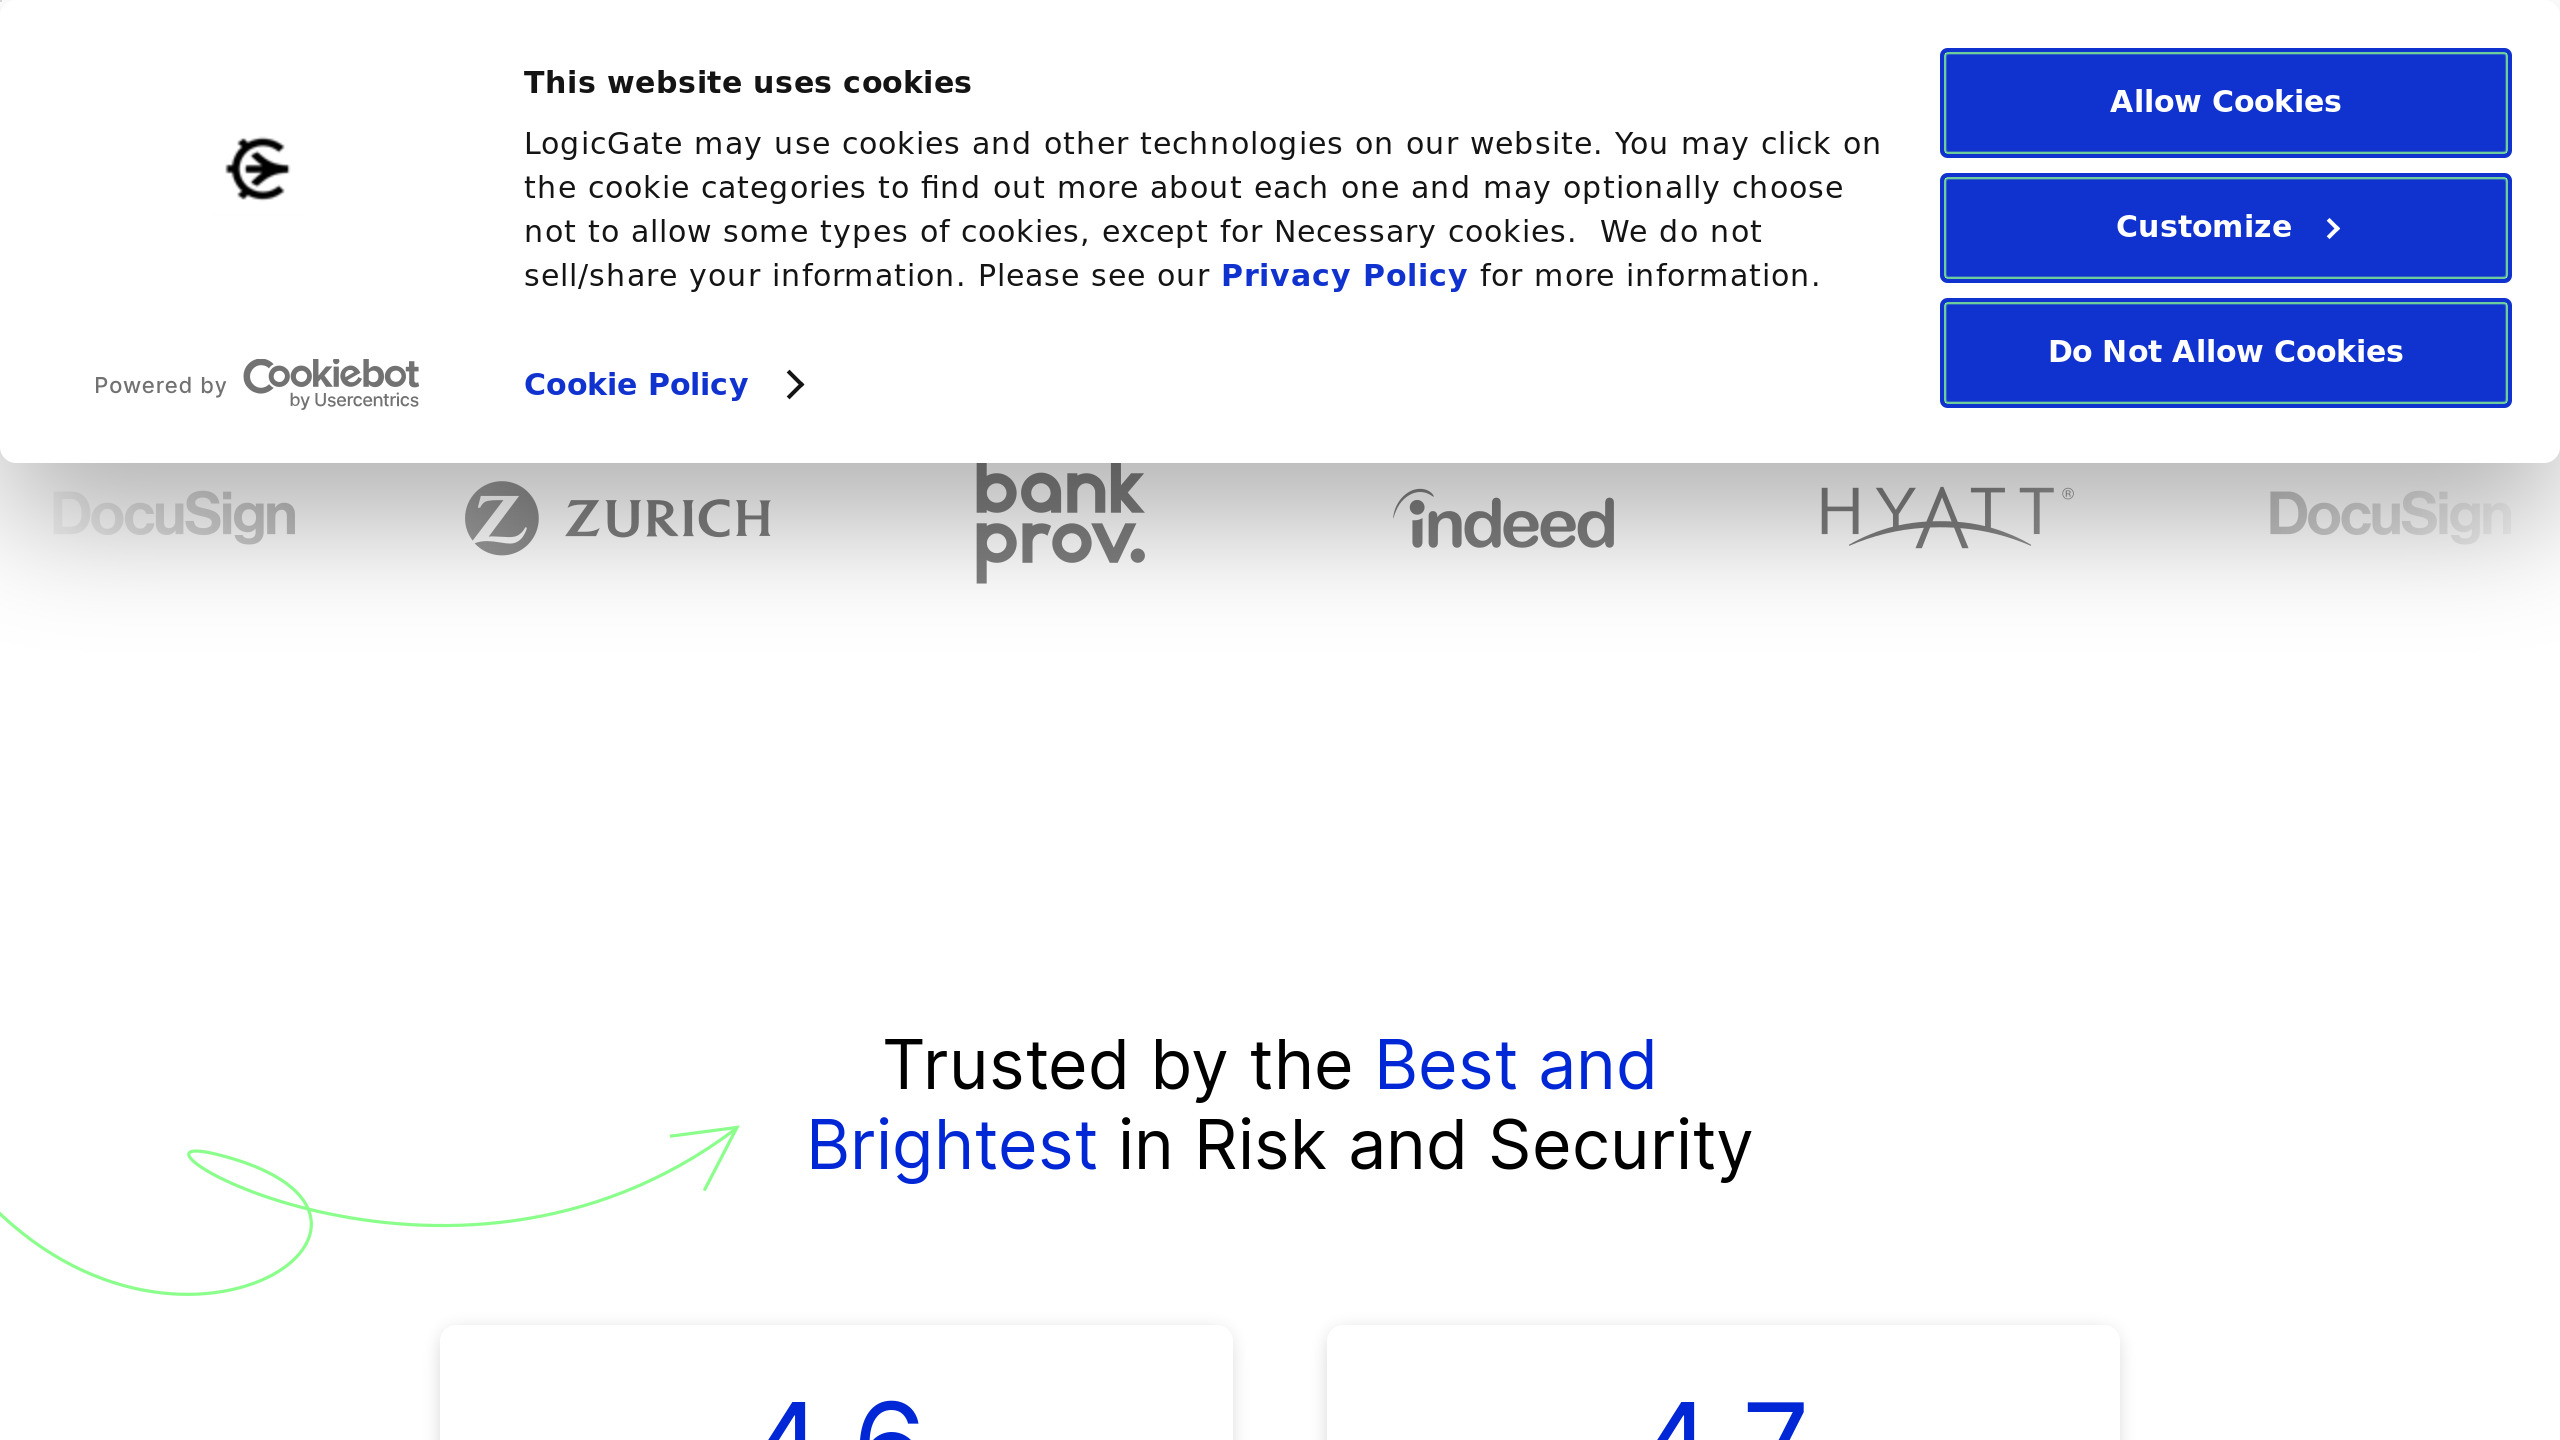 This website uses cookies
LogicGate may use cookies and other technologies on our website. You may click on
the cookie categories to find out more about each one and may optionally choose
not to allow some types of cookies, except for Necessary cookies.  We do not
sell/share your information. Please see our Privacy Policy for more information.
Allow Cookies
Customize
Do Not Allow Cookies
Powered by Cookiebot
by Usercentrics
Cookie Policy
DocuSign
ZURICH
bank
prov.
indeed
HYATT®
DocuSign
Trusted by the Best and
Brightest in Risk and Security
4.6
4.7